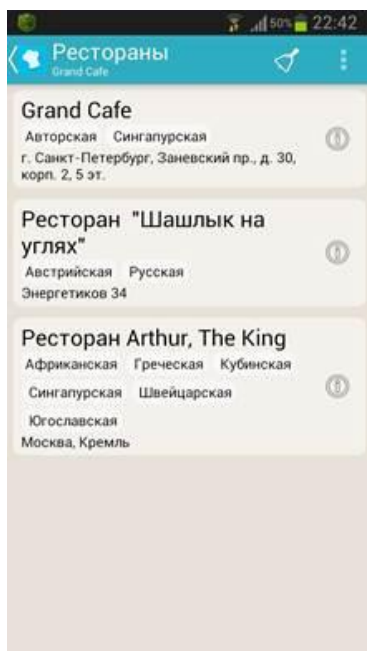 50% 22:42
Рестораны
Grand Cafe
Grand Cafe
Авторская Сингапурская
г. Санкт-Петербург, Заневский пр., д. 30,
корп. 2, 5 эт.
Ресторан "Шашлык на
углях"
Австрийская Русская
Энергетиков 34
Ресторан Arthur, The King
Африканская Греческая Кубинская
Сингапурская Швейцарская
Югославская
Москва, Кремль